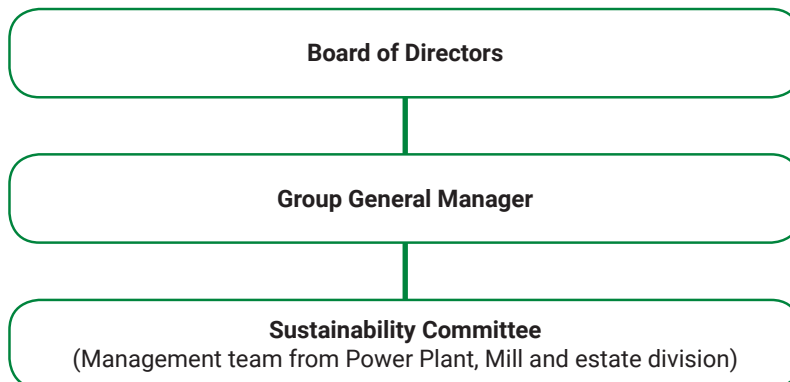 Board of Directors
Group General Manager
Sustainability Committee
(Management team from Power Plant, Mill and estate division)